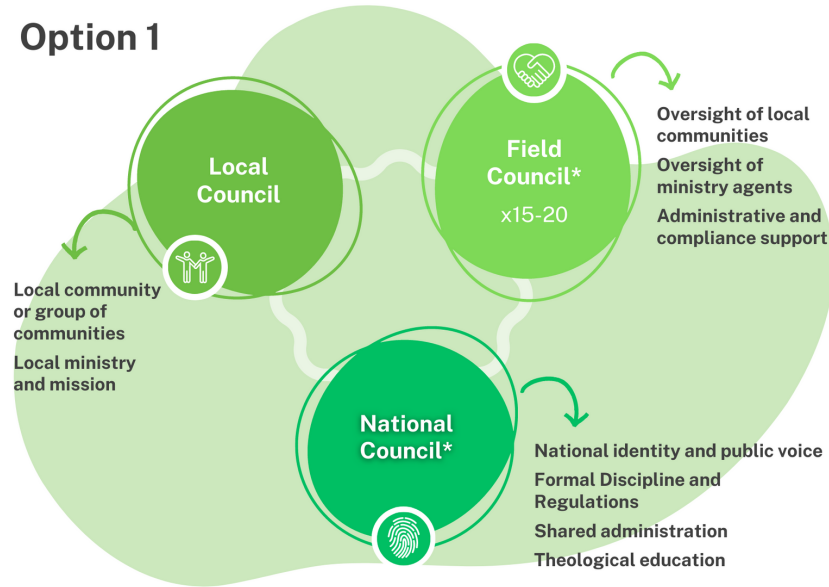 Option 1
Local
Council
Field
Council*
x15-20
Oversight of local
communities
Oversight of
ministry agents
Administrative and
compliance support
Local community
or group of
communities
Local ministry
and mission
National
Council*
National identity and public voice
Formal Discipline and
Regulations
Shared administration
Theological education